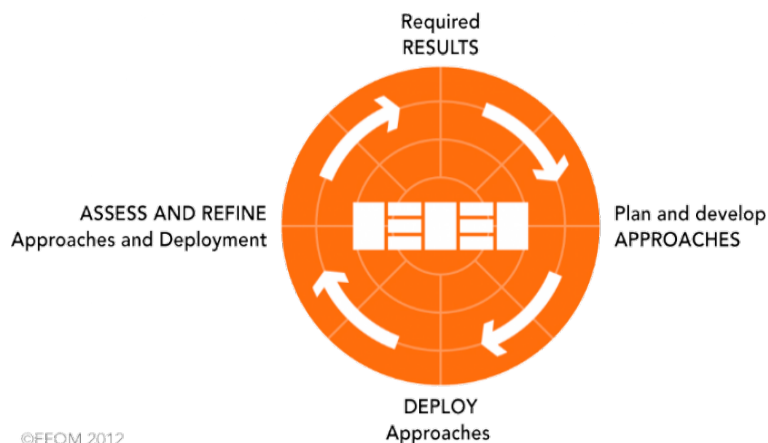 Required
RESULTS
ASSESS AND REFINE
Approaches and Deployment
Plan and develop
APPROACHES
DEPLOY
Approaches
©EFQM 2012